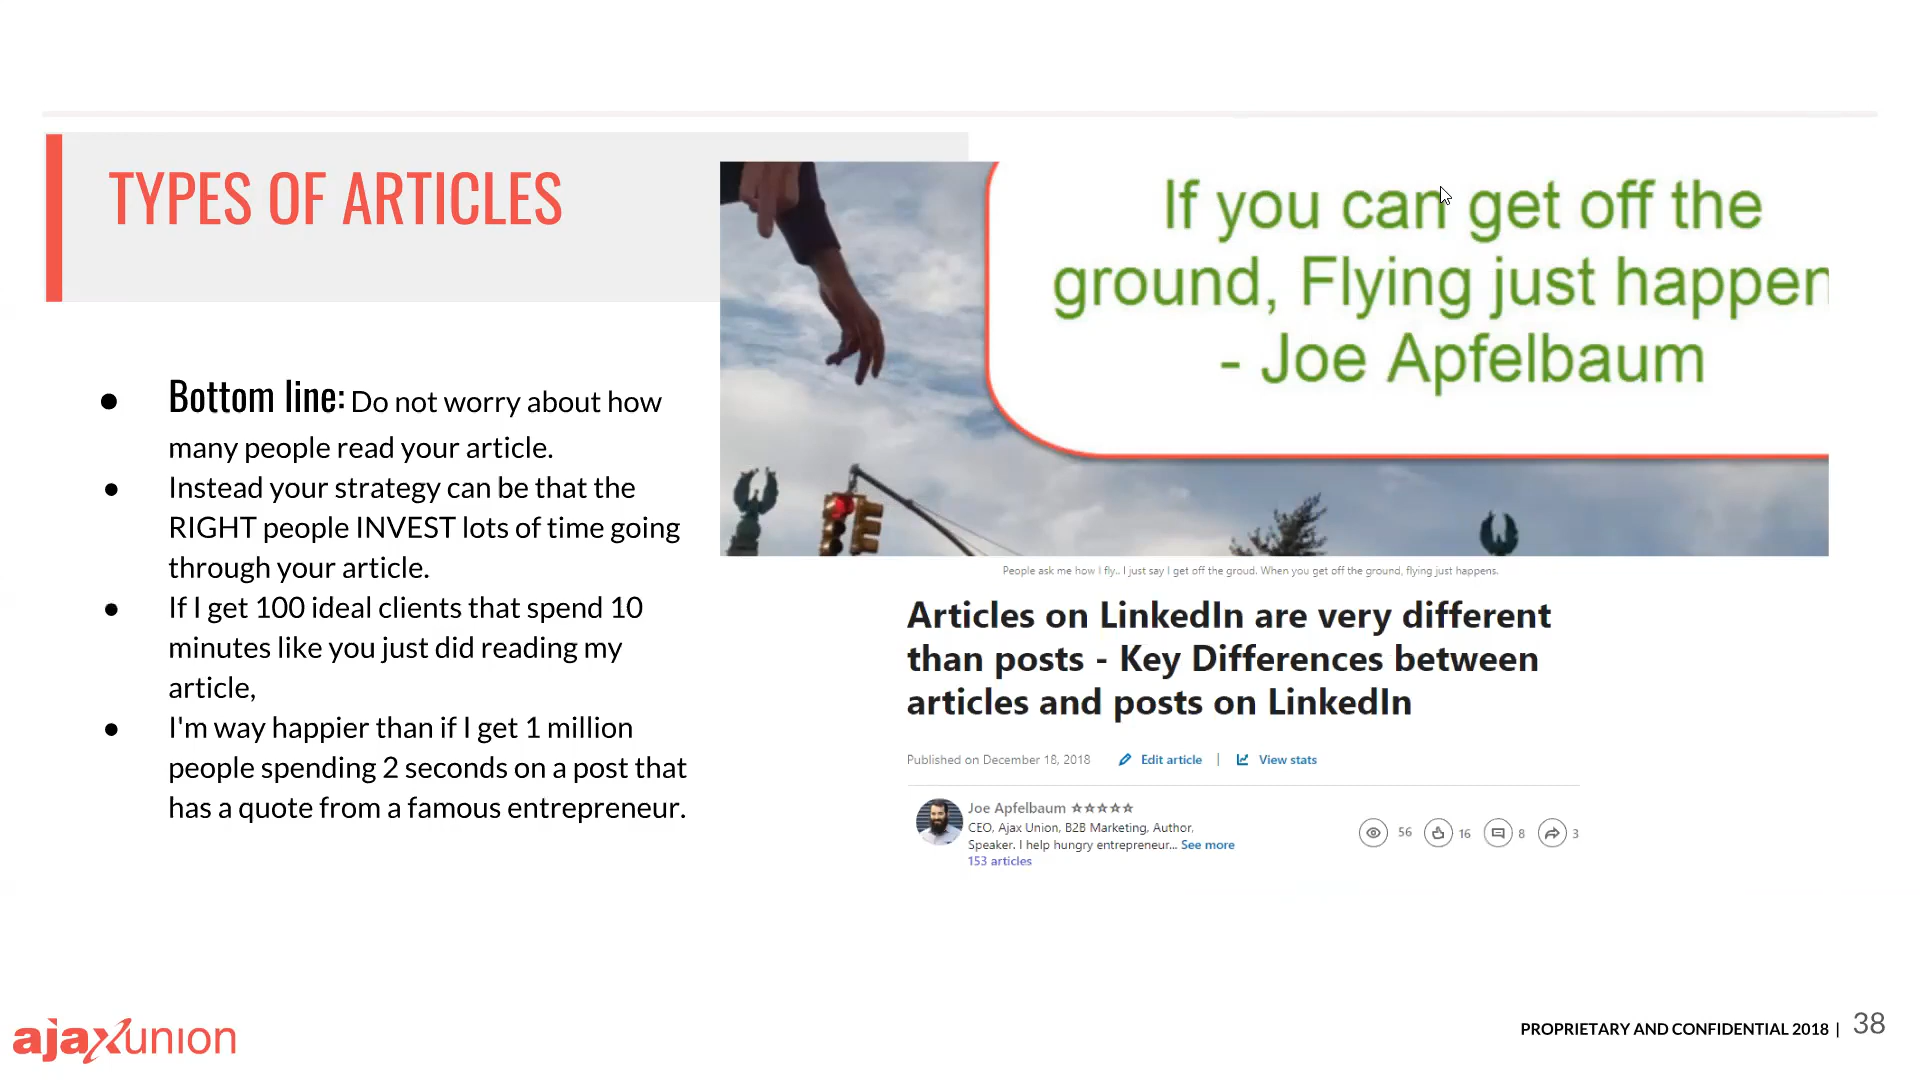 TYPES OF ARTICLES
● Bottom line: Do not worry about how
many people read your article.
● Instead your strategy can be that the
RIGHT people INVEST lots of time going
through your article.
● If I get 100 ideal clients that spend 10
minutes like you just did reading my
article,
● I'm way happier than if I get 1 million
people spending 2 seconds on a post that
has a quote from a famous entrepreneur.
If you can get off the
ground, Flying just happen
- Joe Apfelbaum
People ask me how I fly.. I just say I get off the groud. When you get off the ground, flying just happens.
Articles on LinkedIn are very different
than posts - Key Differences between
articles and posts on LinkedIn
Published on December 18, 2018 Edit article | View stats
Joe Apfelbaum ☆☆☆☆☆
CEO, Ajax Union, B2B Marketing, Author,
Speaker. I help hungry entrepreneur... See more
153 articles
56 16 8 3
ajaxunion
PROPRIETARY AND CONFIDENTIAL 2018 | 38